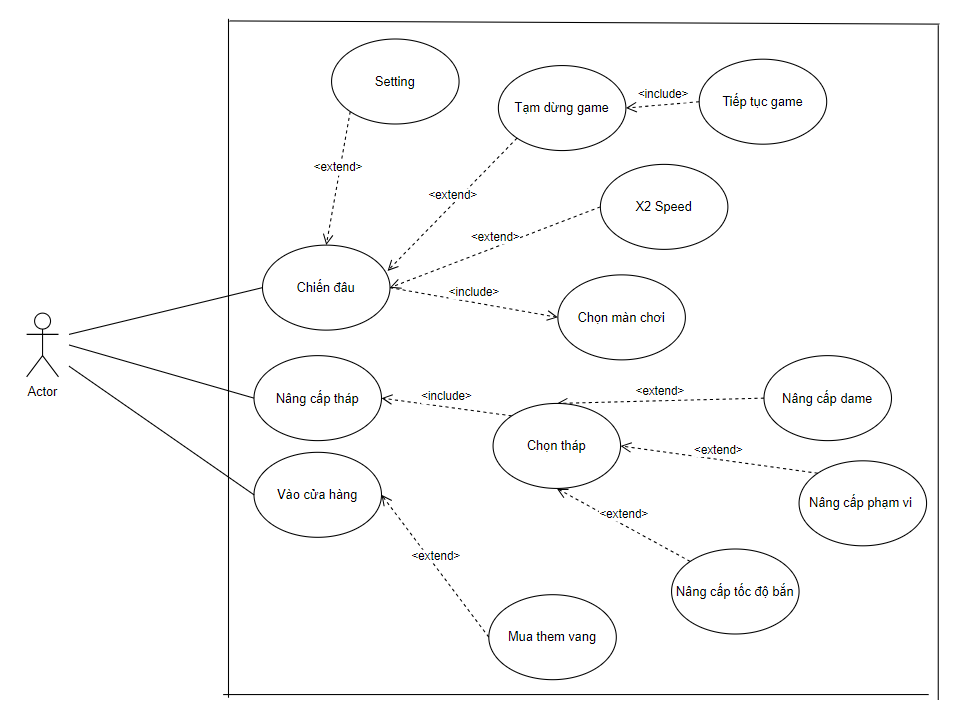 Setting
Tạm dừng game
<include>
Tiếp tục game
<extend>
<extend>
X2 Speed
<extend>
Chiến đâu
<include>
Chọn màn chơi
Actor
Nâng cấp tháp
<include>
<extend>
Nâng cấp dame
Chọn tháp
<extend>
Vào cửa hàng
Nâng cấp phạm vi
<extend>
<extend>
Nâng cấp tốc độ bắn
Mua them vang